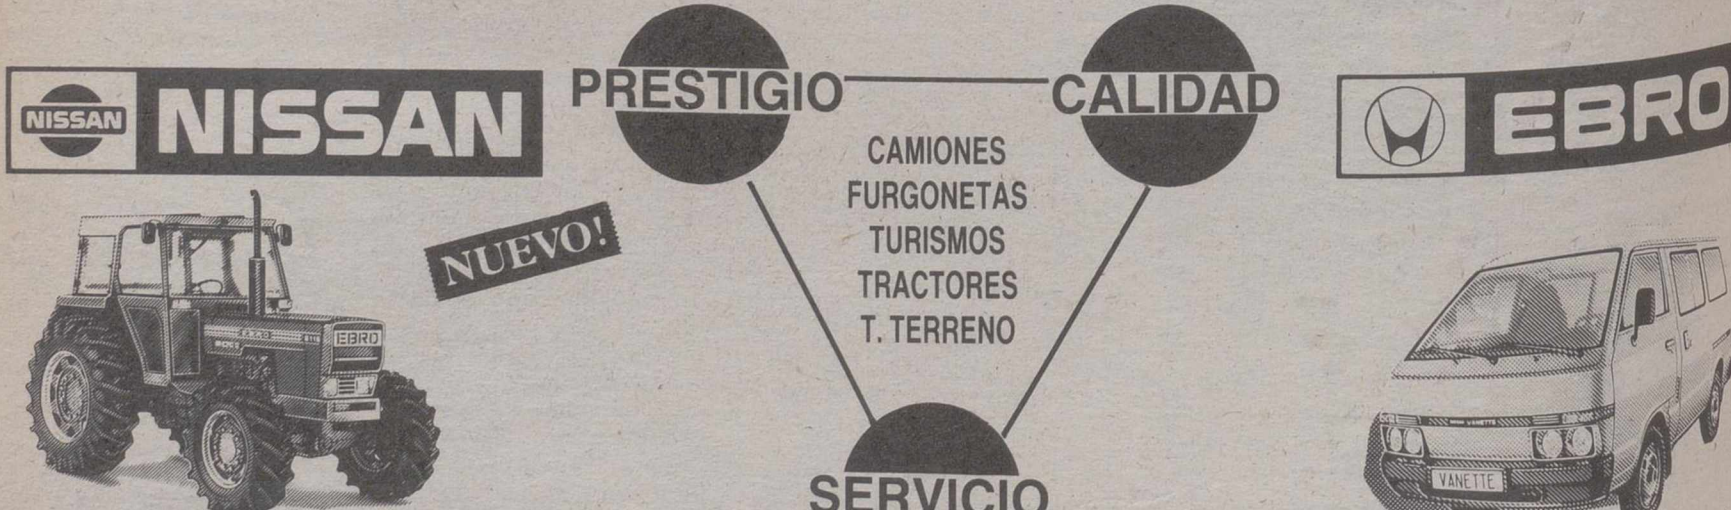 NISSAN NISSAN
PRESTIGIO
CALIDAD
EBRO
CAMIONES
FURGONETAS
TURISMOS
TRACTORES
T. TERRENO
NUEVO!
EBRO
VANETTE
SERVICIO